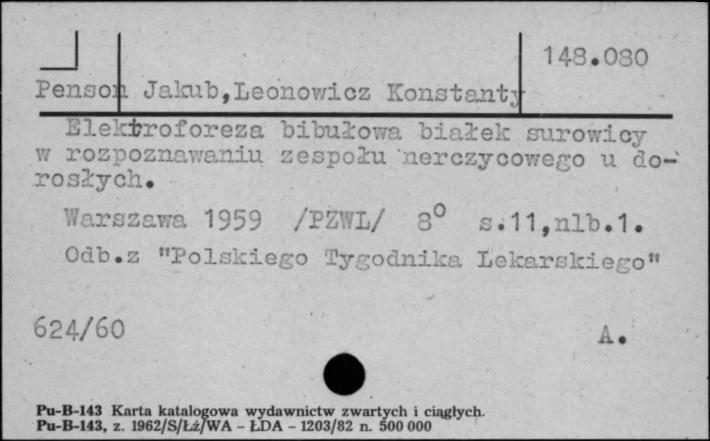 148.080
Penson Jakub,Leonowicz Konstanty
Elektroforeza bibułowa białek surowicy
w rozpoznawaniu zespołu nerczycowego u do-
rosłych.
Warszawa 1959 /PZWL/ 8° s.11,nlb.1.
Odb.z "Polskiego Tygodnika Lekarskiego"
624/60 A.
Pu-B-143 Karta katalogowa wydawnictw zwartych i ciągłych.
Pu-B-143, z. 1962/S/Łż/WA – ŁDA – 1203/82 n. 500 000